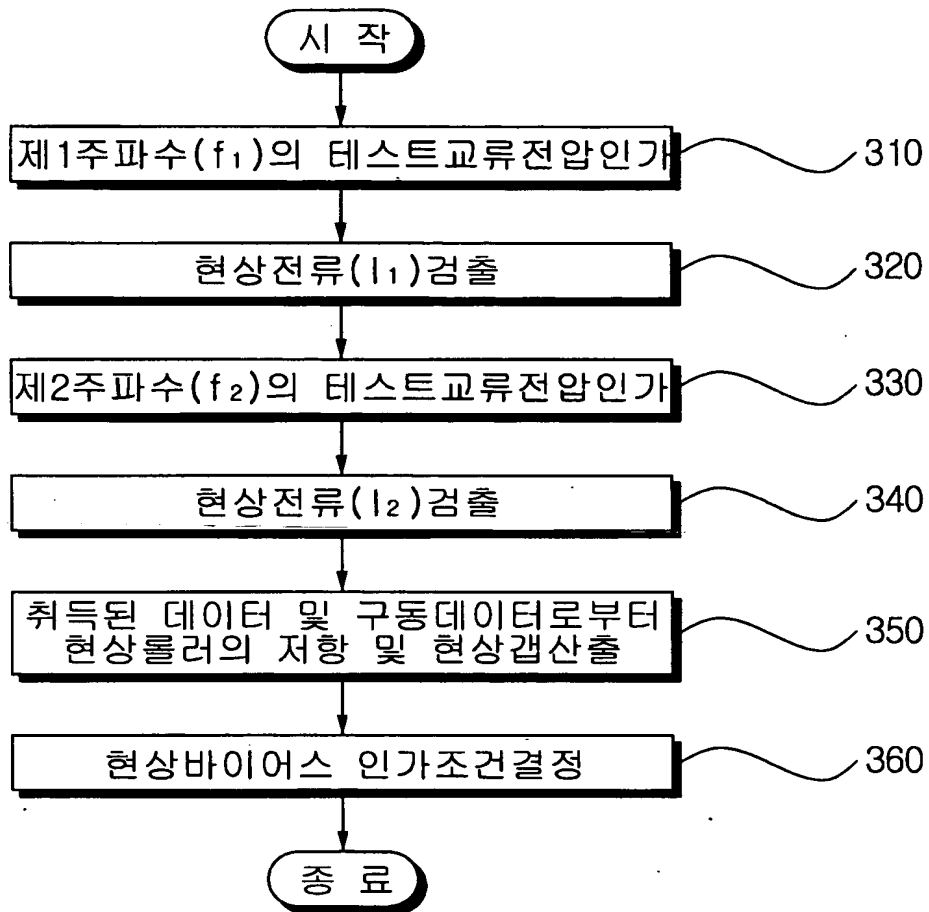 시 작
제1주파수(f₁)의 테스트교류전압인가
310
현상전류(I₁)검출
320
제2주파수(f₂)의 테스트교류전압인가
330
현상전류(I₂)검출
340
취득된 데이터 및 구동데이터로부터
현상롤러의 저항 및 현상갭산출
350
현상바이어스 인가조건결정
360
종 료